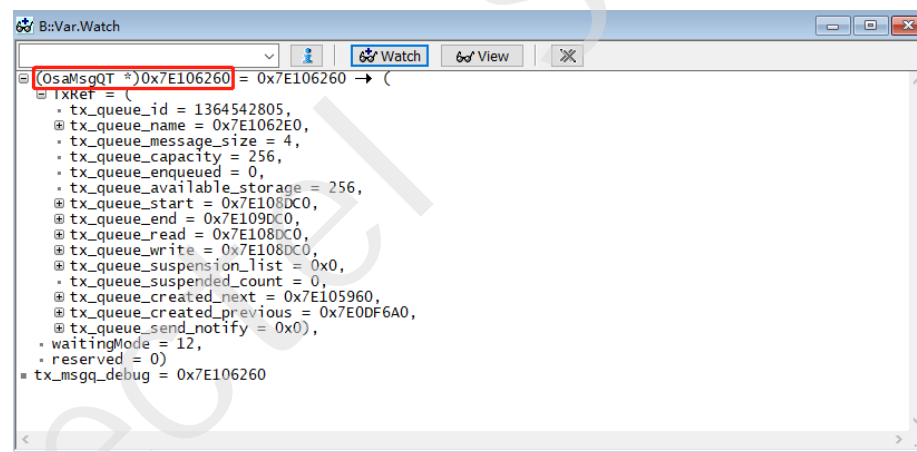 B::Var.Watch
Watch View
(OsaMsgQT *)0x7E106260 = 0x7E106260 → (
TxRef = (
tx_queue_id = 1364542805,
tx_queue_name = 0x7E1062E0,
tx_queue_message_size = 4,
tx_queue_capacity = 256,
tx_queue_enqueued = 0,
tx_queue_available_storage = 256,
tx_queue_start = 0x7E108DC0,
tx_queue_end = 0x7E109DC0,
tx_queue_read = 0x7E108DC0,
tx_queue_write = 0x7E108DC0,
tx_queue_suspension_list = 0x0,
tx_queue_suspended_count = 0,
tx_queue_created_next = 0x7E105960,
tx_queue_created_previous = 0x7E0DF6A0,
tx_queue_send_notify = 0x0),
waitingMode = 12,
reserved = 0)
tx_msgq_debug = 0x7E106260